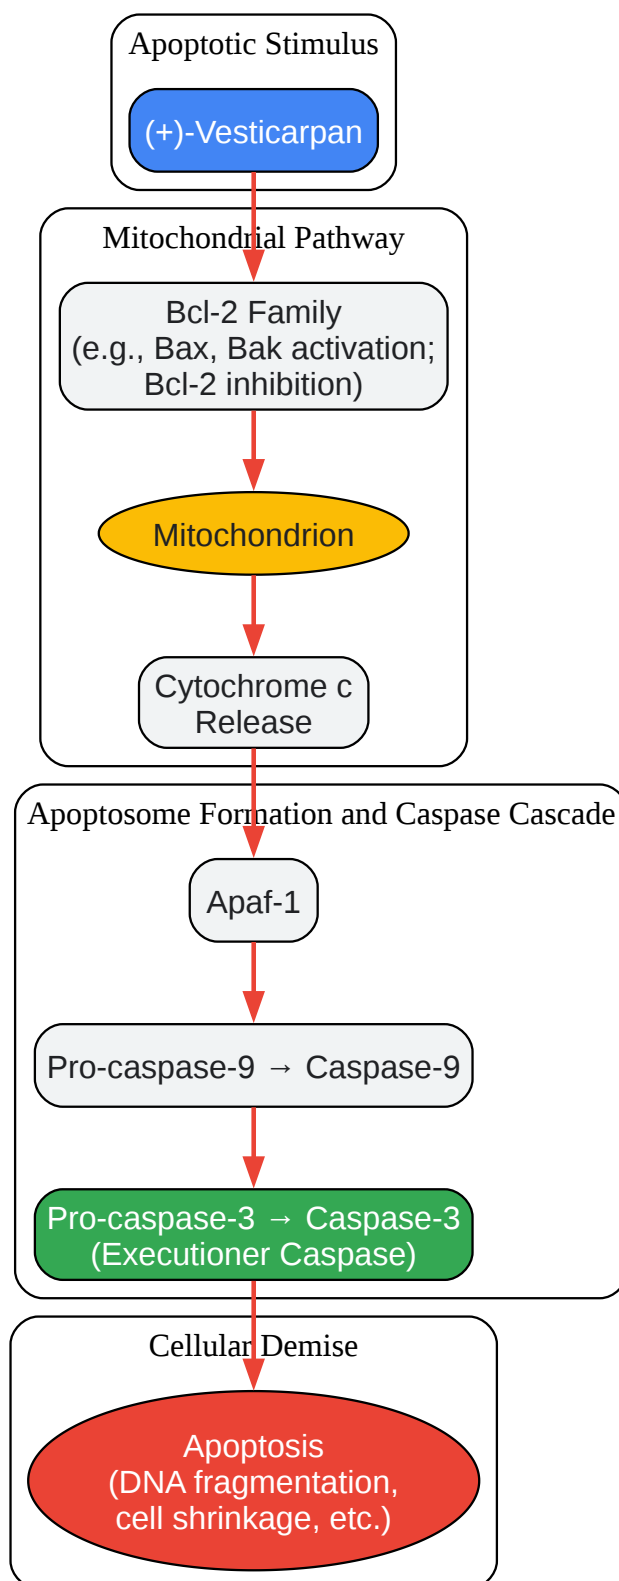 Apoptotic Stimulus
(+)-Vesticarpan
Mitochondrial Pathway
Bcl-2 Family
(e.g., Bax, Bak activation;
Bcl-2 inhibition)
Mitochondrion
Cytochrome c
Release
Apoptosome Formation and Caspase Cascade
Apaf-1
Pro-caspase-9 → Caspase-9
Pro-caspase-3 → Caspase-3
(Executioner Caspase)
Cellular Demise
Apoptosis
(DNA fragmentation,
cell shrinkage, etc.)